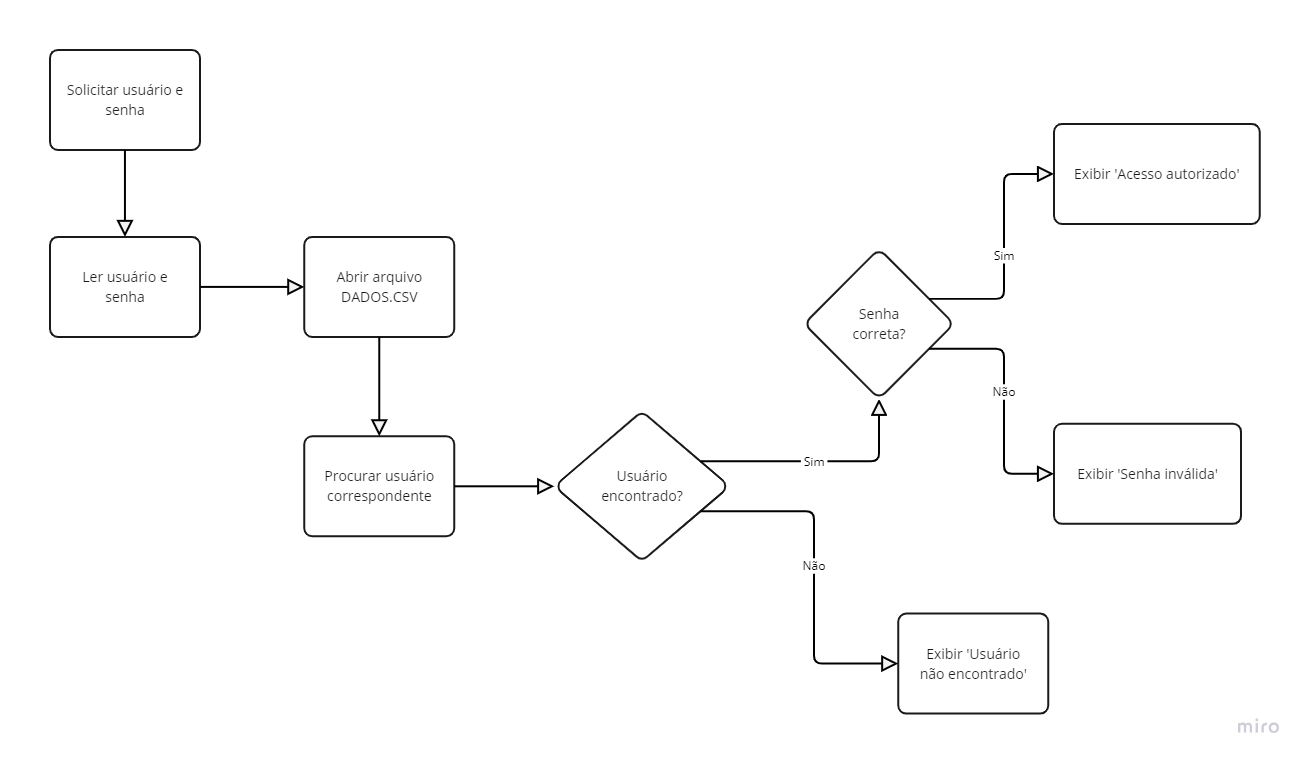 Solicitar usuário e
senha
Ler usuário e
senha
Abrir arquivo
DADOS.CSV
Procurar usuário
correspondente
Usuário
encontrado?
Sim
Não
Senha
correta?
Sim
Não
Exibir 'Acesso autorizado'
Exibir 'Senha inválida'
Exibir 'Usuário
não encontrado'
miro